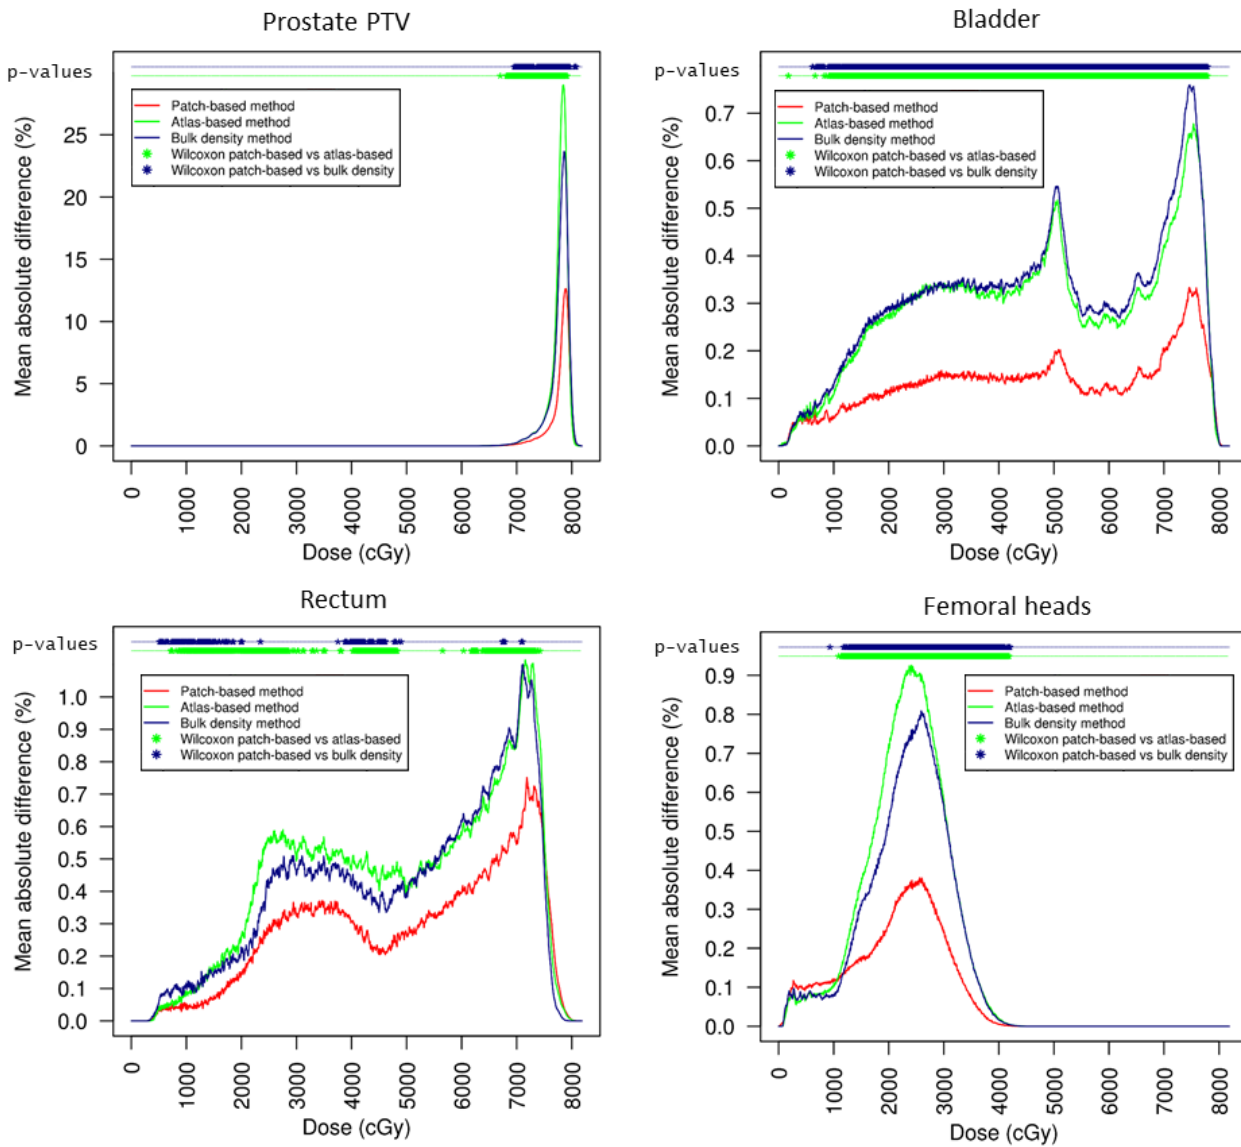 Prostate PTV
p-values
Patch-based method
Atlas-based method
Bulk density method
Wilcoxon patch-based vs atlas-based
Wilcoxon patch-based vs bulk density
Mean absolute difference (%)
25
20
15
10
5
0
0
1000
2000
3000
4000
5000
6000
7000
8000
Dose (cGy)
Bladder
p-values
Patch-based method
Atlas-based method
Bulk density method
Wilcoxon patch-based vs atlas-based
Wilcoxon patch-based vs bulk density
Mean absolute difference (%)
0.7
0.6
0.5
0.4
0.3
0.2
0.1
0.0
0
1000
2000
3000
4000
5000
6000
7000
8000
Dose (cGy)
Rectum
p-values
Patch-based method
Atlas-based method
Bulk density method
Wilcoxon patch-based vs atlas-based
Wilcoxon patch-based vs bulk density
Mean absolute difference (%)
1.0
0.9
0.8
0.7
0.6
0.5
0.4
0.3
0.2
0.1
0.0
0
1000
2000
3000
4000
5000
6000
7000
8000
Dose (cGy)
Femoral heads
p-values
Patch-based method
Atlas-based method
Bulk density method
Wilcoxon patch-based vs atlas-based
Wilcoxon patch-based vs bulk density
Mean absolute difference (%)
0.9
0.8
0.7
0.6
0.5
0.4
0.3
0.2
0.1
0.0
0
1000
2000
3000
4000
5000
6000
7000
8000
Dose (cGy)